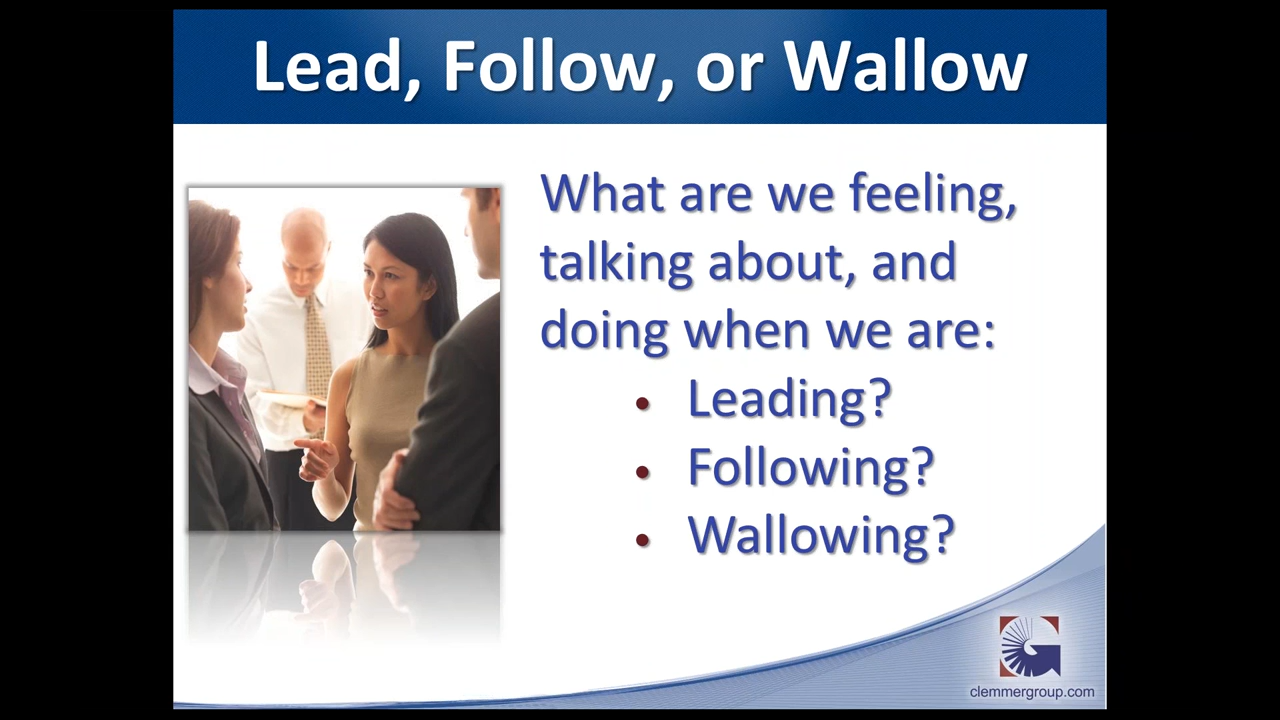 Lead, Follow, or Wallow
What are we feeling,
talking about, and
doing when we are:
• Leading?
• Following?
• Wallowing?
clemmergroup.com